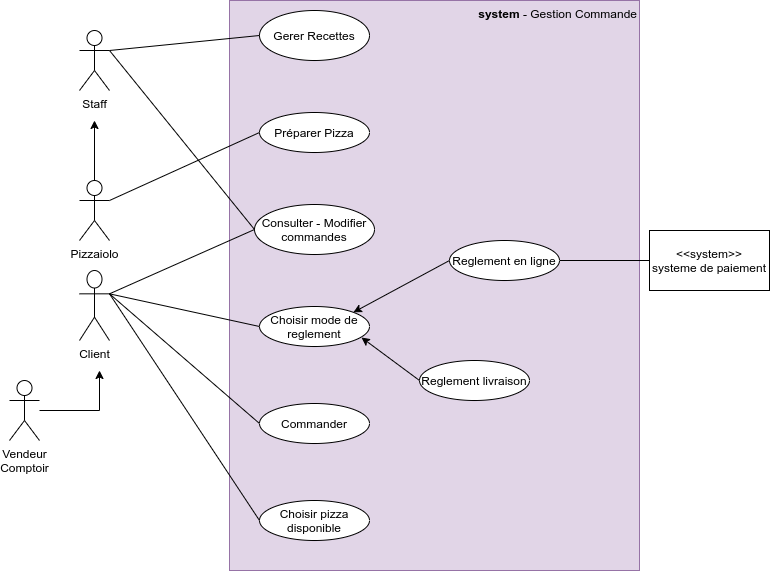 system - Gestion Commande
Gerer Recettes
Staff
Préparer Pizza
Pizzaiolo
Consulter - Modifier
commandes
Reglement en ligne
<<system>>
systeme de paiement
Choisir mode de
reglement
Client
Reglement livraison
Commander
Vendeur
Comptoir
Choisir pizza
disponible